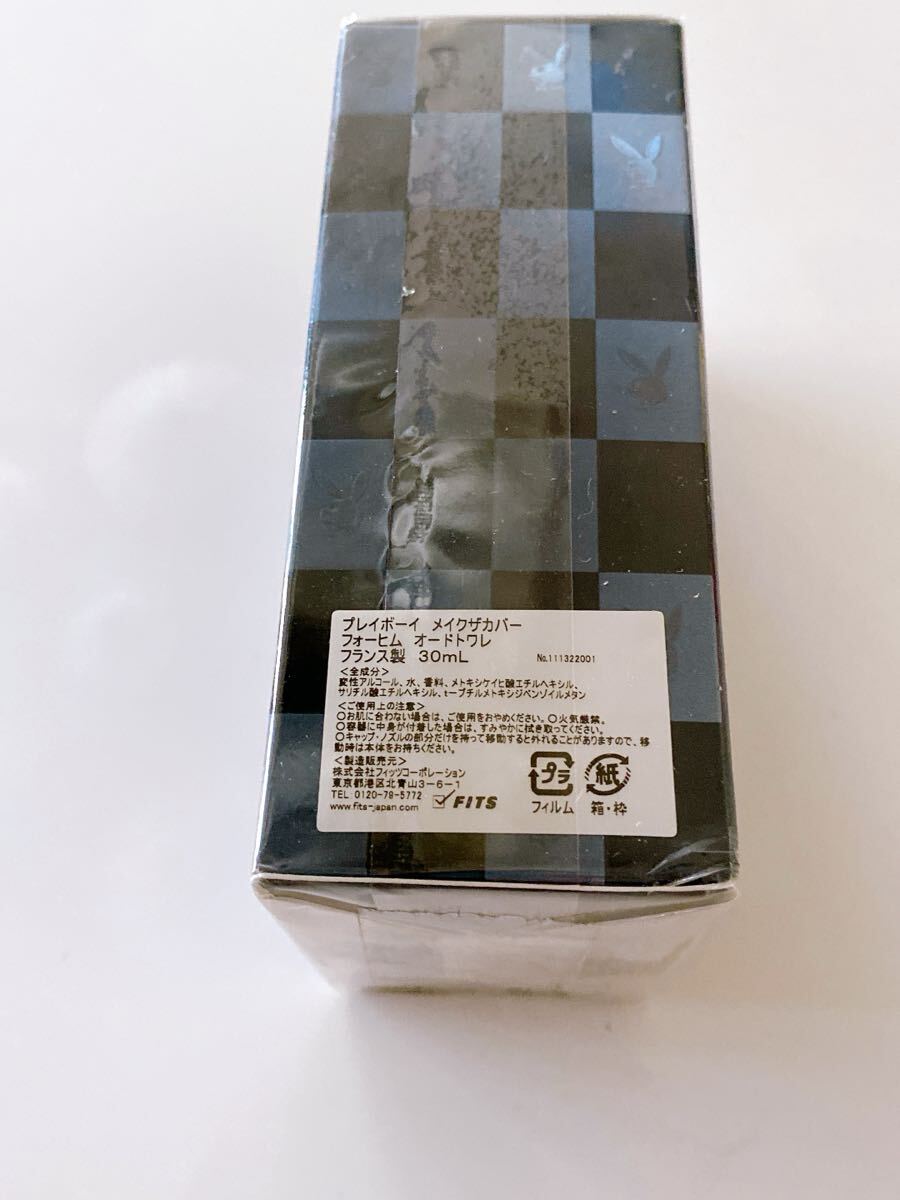 プレイボーイ メイクザカバー
フォーヒム オードトワレ
フランス製 30mL No.111322001
<全成分>
変性アルコール、水、香料、メトキシケイヒ酸エチルヘキシル、
サリチル酸エチルヘキシル、t-ブチルメトキシジベンゾイルメタン
<ご使用上の注意>
○お肌に合わない場合は、ご使用をおやめください。○火気厳禁。
○容器に中身が付着した場合は、すみやかに拭き取ってください。
○キャップ・ノズルの部分だけを持って移動すると外れることがありますので、移
動時は本体をお持ちください。
<製造販売元>
株式会社フィッツコーポレーション
東京都港区北青山3-6-1
TEL 0120-79-5772
www.fits-japan.com FITS
プラ 紙
フィルム 箱・枠